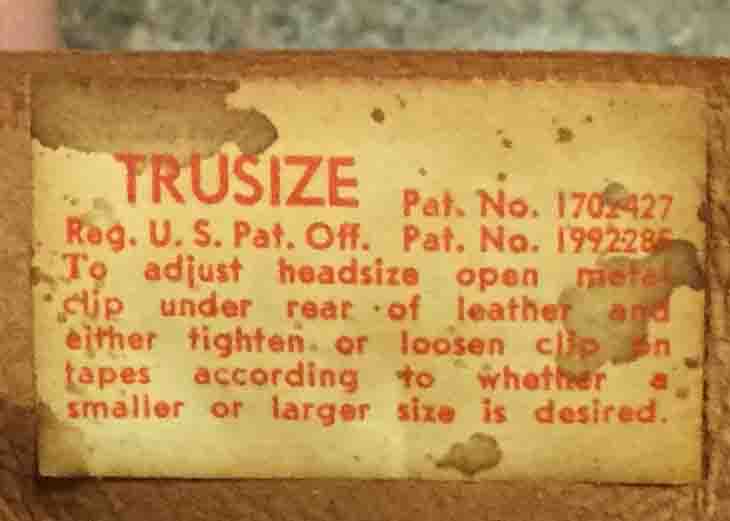 TRUSIZE Pat. No. 1702427
Reg. U. S. Pat. Off. Pat. No. 1992285
To adjust headsize open metal
clip under rear of leather and
either tighten or loosen clip on
tapes according to whether a
smaller or larger size is desired.